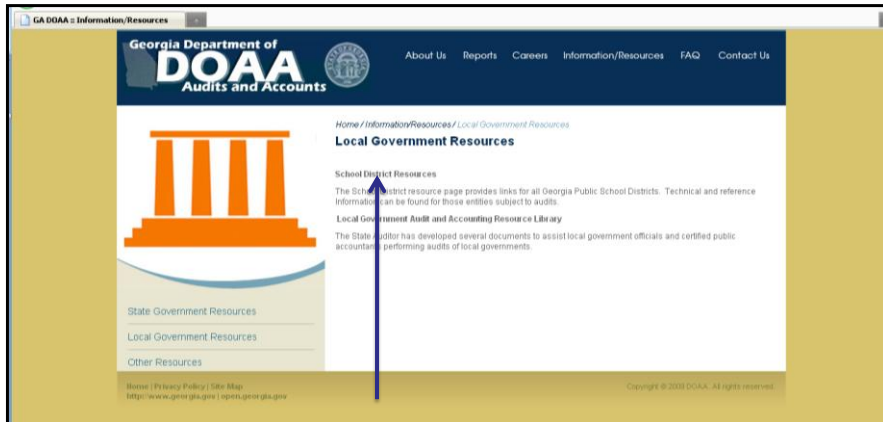 GA DOAA :: Information/Resources
Georgia Department of
DOAA
Audits and Accounts
About Us Reports Careers Information/Resources FAQ Contact Us
Home / Information/Resources / Local Government Resources
Local Government Resources
School District Resources
The School District resource page provides links for all Georgia Public School Districts. Technical and reference
Information can be found for those entities subject to audits.
Local Government Audit and Accounting Resource Library
The State Auditor has developed several documents to assist local government officials and certified public
accountants performing audits of local governments.
State Government Resources
Local Government Resources
Other Resources
Home | Privacy Policy | Site Map
http://www.georgia.gov | open.georgia.gov
Copyright © 2008 DOAA. All rights reserved.